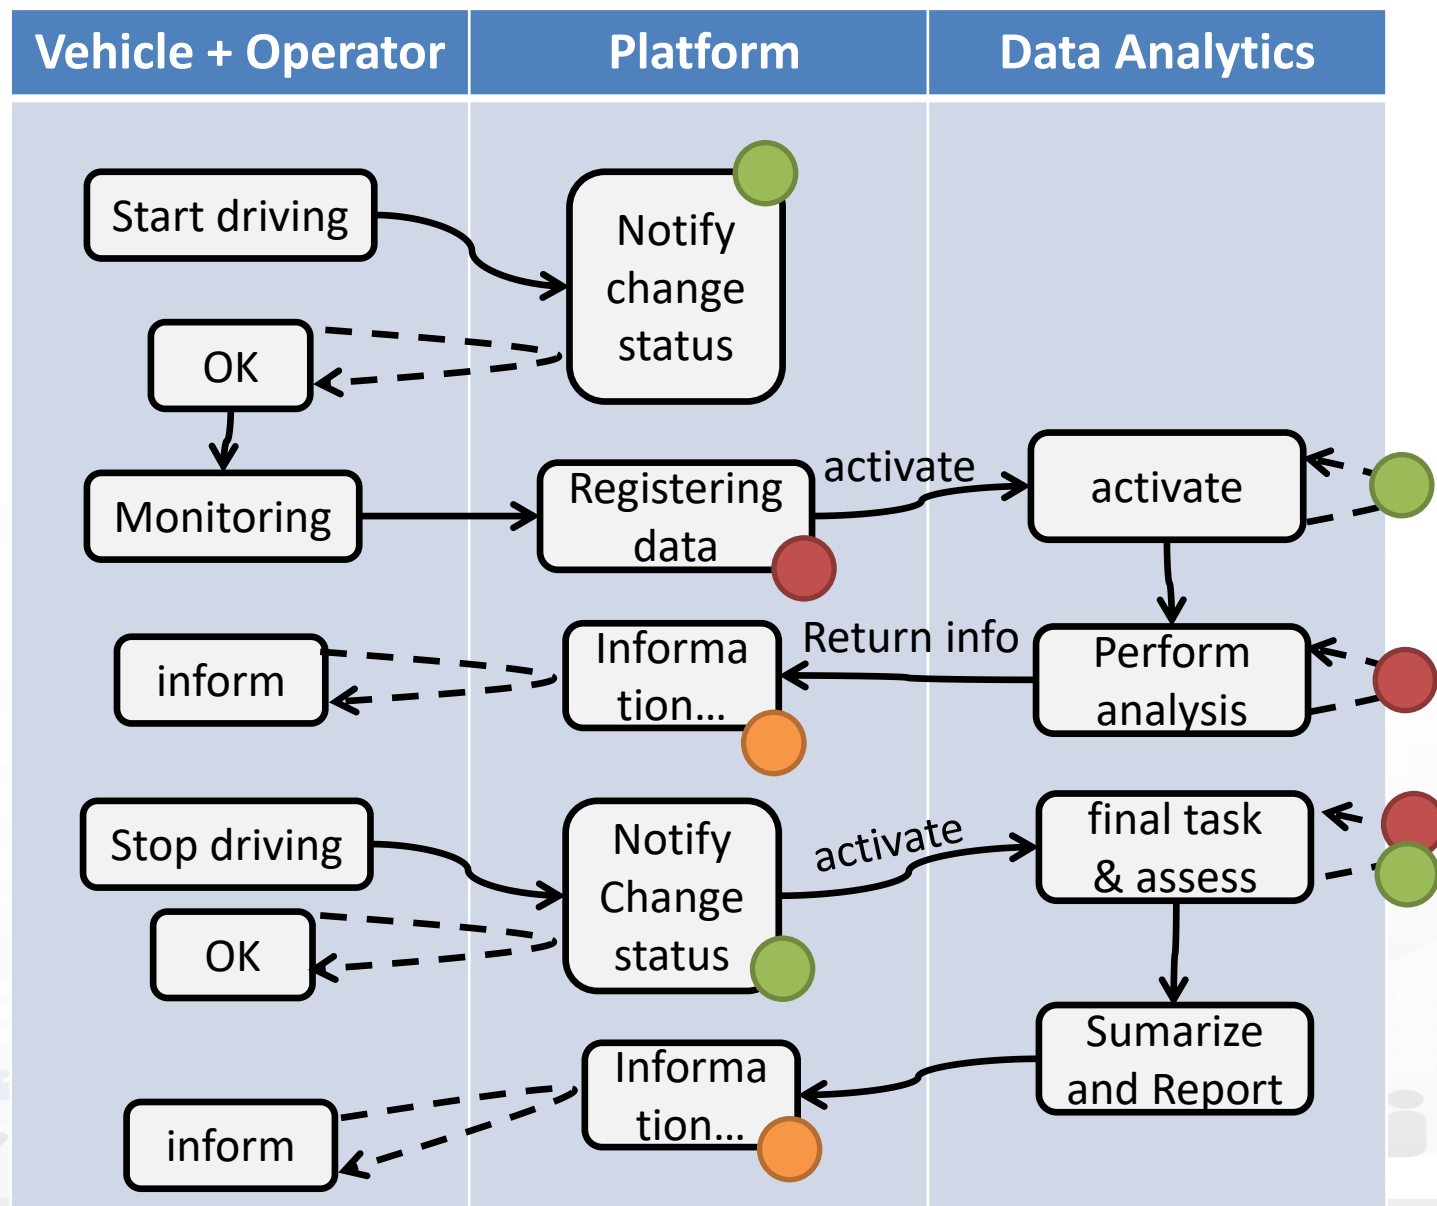 Vehicle + Operator
Platform
Data Analytics
Start driving
Notify
change
status
OK
Monitoring
Registering
data
activate
activate
inform
Informa
tion...
Return info
Perform
analysis
Stop driving
Notify
Change
status
activate
final task
& assess
OK
Sumarize
and Report
Informa
tion...
inform